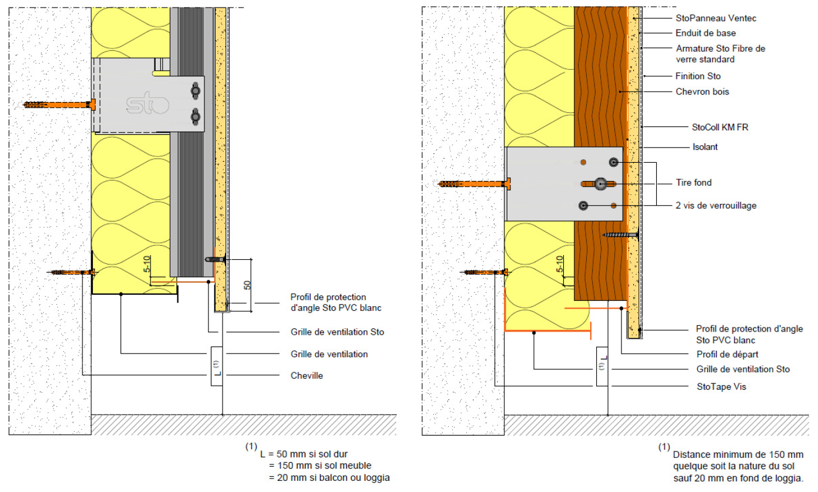 sto
5-10
50
Profil de protection
d'angle Sto PVC blanc
Grille de ventilation Sto
Grille de ventilation
Cheville
L (1)
(1)
L = 50 mm si sol dur
= 150 mm si sol meuble
= 20 mm si balcon ou loggia
StoPanneau Ventec
Enduit de base
Armature Sto Fibre de
verre standard
Finition Sto
Chevron bois
StoColl KM FR
Isolant
Tire fond
2 vis de verrouillage
5-10
Profil de protection d'angle
Sto PVC blanc
Profil de départ
Grille de ventilation Sto
StoTape Vis
L (1)
(1)
Distance minimum de 150 mm
quelque soit la nature du sol
sauf 20 mm en fond de loggia.